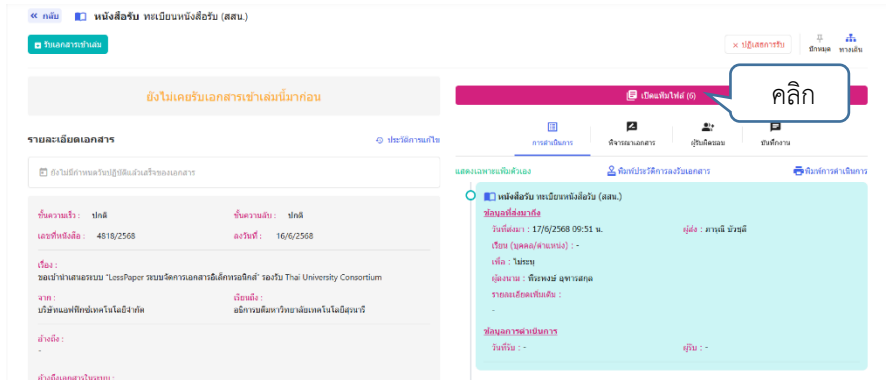 « กลับ หนังสือรับ ทะเบียนหนังสือรับ (สสน.)
รับเอกสารเข้าเล่ม
× ปฏิเสธการรับ
ปักหมุด
ทางเดิน
ยังไม่เคยรับเอกสารเข้าเล่มนี้มาก่อน
รายละเอียดเอกสาร
ประวัติการแก้ไข
ยังไม่มีกำหนดวันปฏิบัติแล้วเสร็จของเอกสาร
ชั้นความเร็ว : ปกติ
ชั้นความลับ : ปกติ
เลขที่หนังสือ : 4818/2568
ลงวันที่ : 16/6/2568
เรื่อง :
ขอเข้านำเสนอระบบ "LessPaper ระบบจัดการเอกสารอิเล็กทรอนิกส์" รองรับ Thai University Consortium
จาก :
บริษัทแอฟฟิกซ์เทคโนโลยีจำกัด
เรียนถึง :
อธิการบดีมหาวิทยาลัยเทคโนโลยีสุรนารี
อ้างถึง :
-
อ้างถึงเอกสารในระบบ :
เปิดแฟ้มไฟล์ (6)
คลิก
การดำเนินการ
พิจารณาเอกสาร
ผู้รับผิดชอบ
บันทึกงาน
แสดงเฉพาะแฟ้มตัวเอง
พิมพ์ประวัติการลงรับเอกสาร
พิมพ์การดำเนินการ
หนังสือรับ ทะเบียนหนังสือรับ (สสน.)
ข้อมูลที่ส่งมาถึง
วันที่ส่งมา : 17/6/2568 09:51 น.
ผู้ส่ง : ภารุณี บัวชุลี
เรียน (บุคคล/ตำแหน่ง) : -
เพื่อ : ไม่ระบุ
ผู้ลงนาม : พีระพงษ์ อุฑารสกุล
รายละเอียดเพิ่มเติม :
-
ข้อมูลการดำเนินการ
วันที่รับ : -
ผู้รับ : -